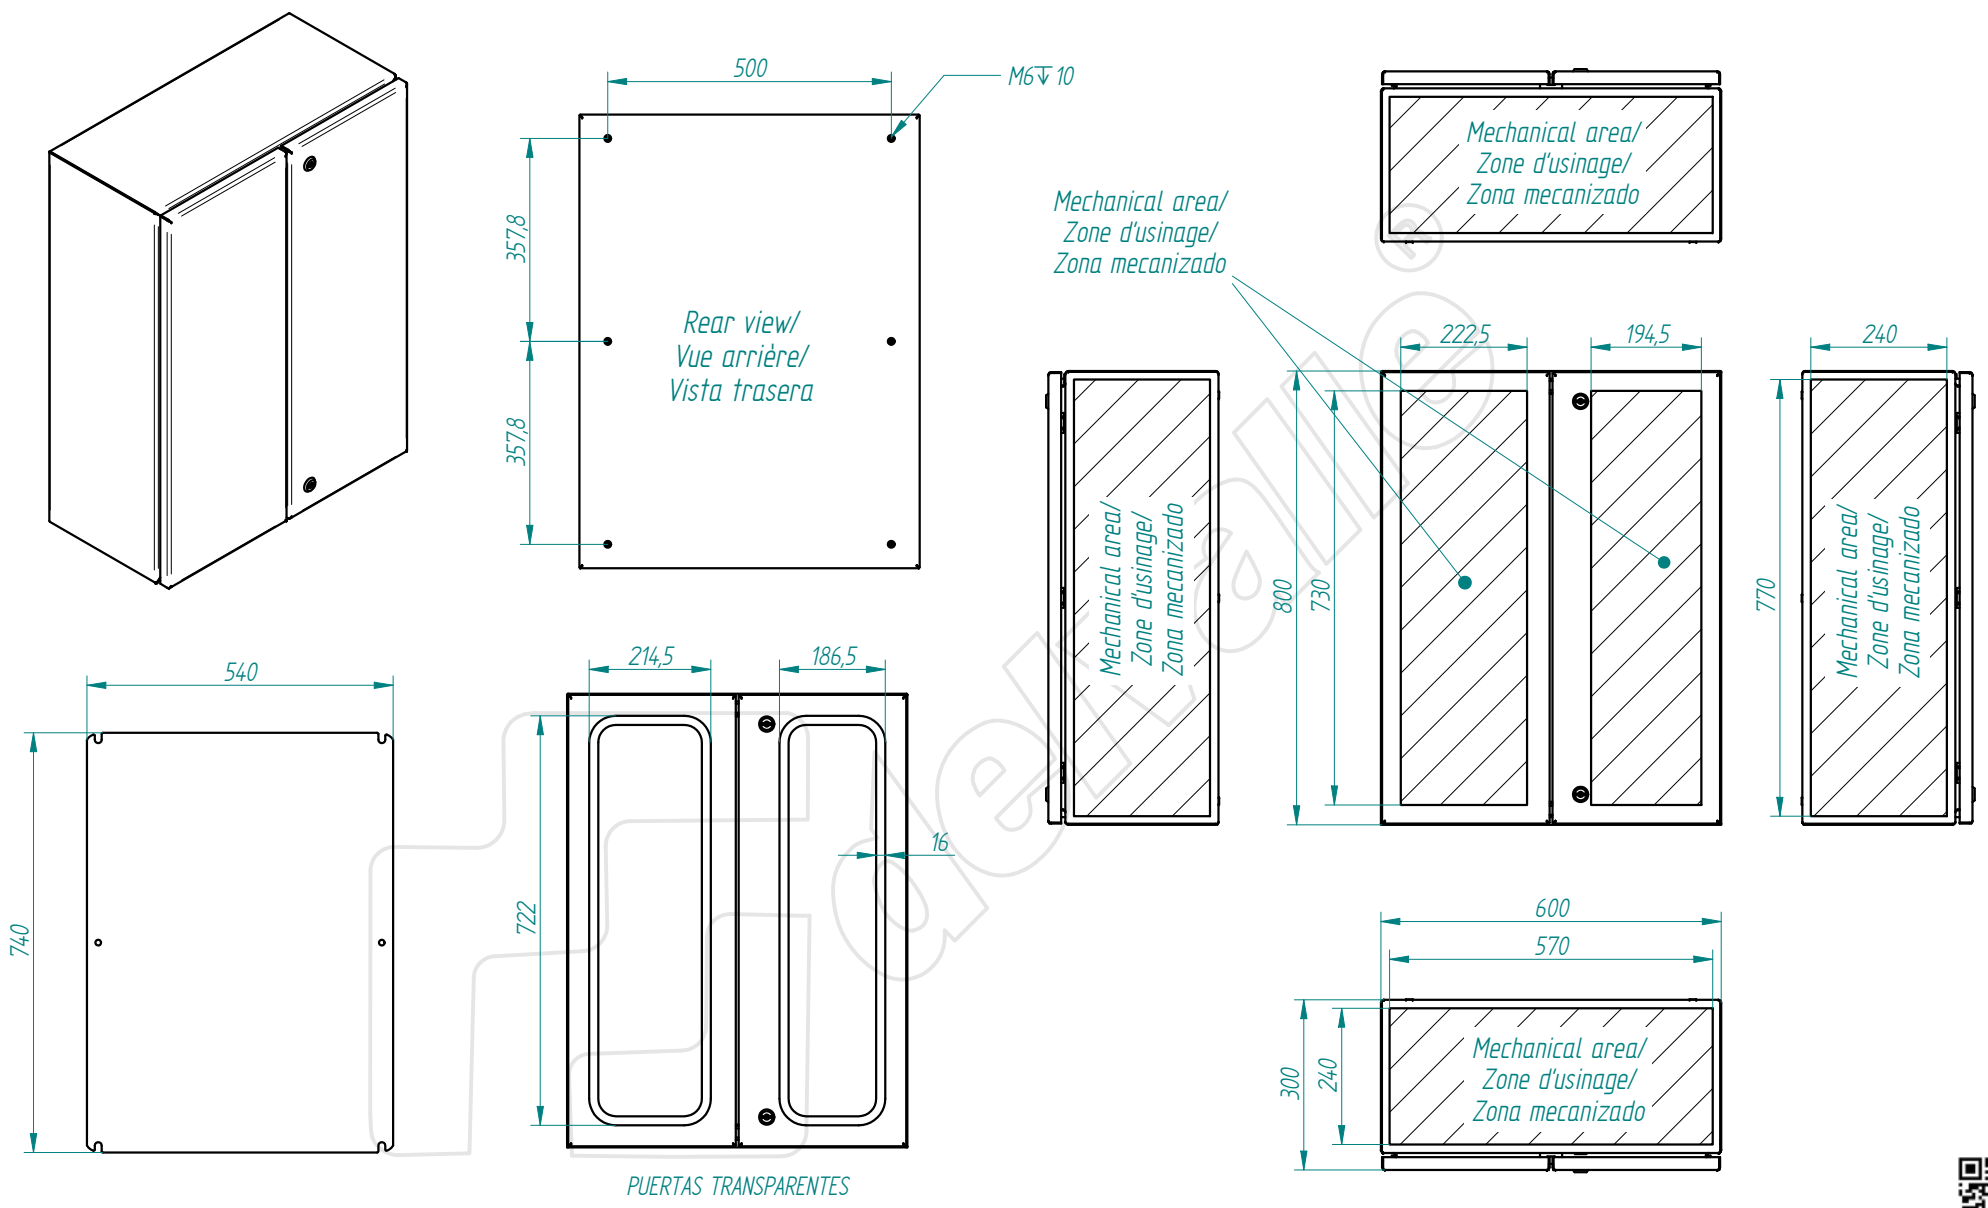 500
M6↧10
357,8
357,8
Rear view/
Vue arrière/
Vista trasera
Mechanical area/
Zone d'usinage/
Zona mecanizado
Mechanical area/
Zone d'usinage/
Zona mecanizado
222,5
194,5
240
800
730
770
Mechanical area/
Zone d'usinage/
Zona mecanizado
Mechanical area/
Zone d'usinage/
Zona mecanizado
540
740
214,5
186,5
722
16
PUERTAS TRANSPARENTES
600
570
300
240
Mechanical area/
Zone d'usinage/
Zona mecanizado
delvalle®